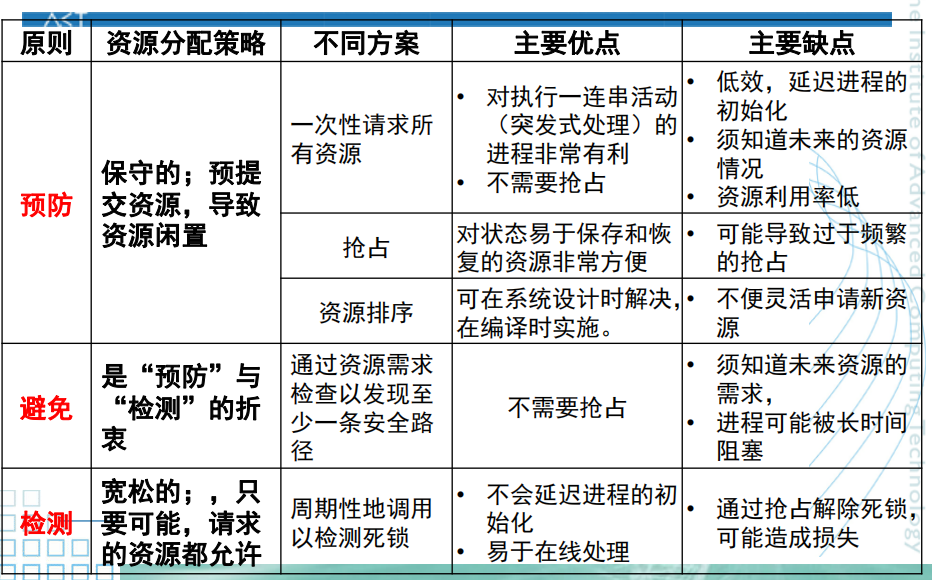 ACT
原则
资源分配策略
不同方案
主要优点
主要缺点
预防
保守的；预提
交资源，导致
资源闲置
一次性请求所
有资源
• 对执行一连串活动
（突发式处理）的
进程非常有利
• 不需要抢占
• 低效，延迟进程的
初始化
• 须知道未来的资源
情况
• 资源利用率低
抢占
对状态易于保存和恢
复的资源非常方便
• 可能导致过于频繁
的抢占
资源排序
可在系统设计时解决，
在编译时实施。
• 不便灵活申请新资
源
避免
是“预防”与
“检测”的折
衷
通过资源需求
检查以发现至
少一条安全路
径
不需要抢占
• 须知道未来资源的
需求，
• 进程可能被长时间
阻塞
检测
宽松的；，只
要可能，请求
的资源都允许
周期性地调用
以检测死锁
• 不会延迟进程的初
始化
• 易于在线处理
• 通过抢占解除死锁，
可能造成损失
he Institute of Advanced Computing Technology